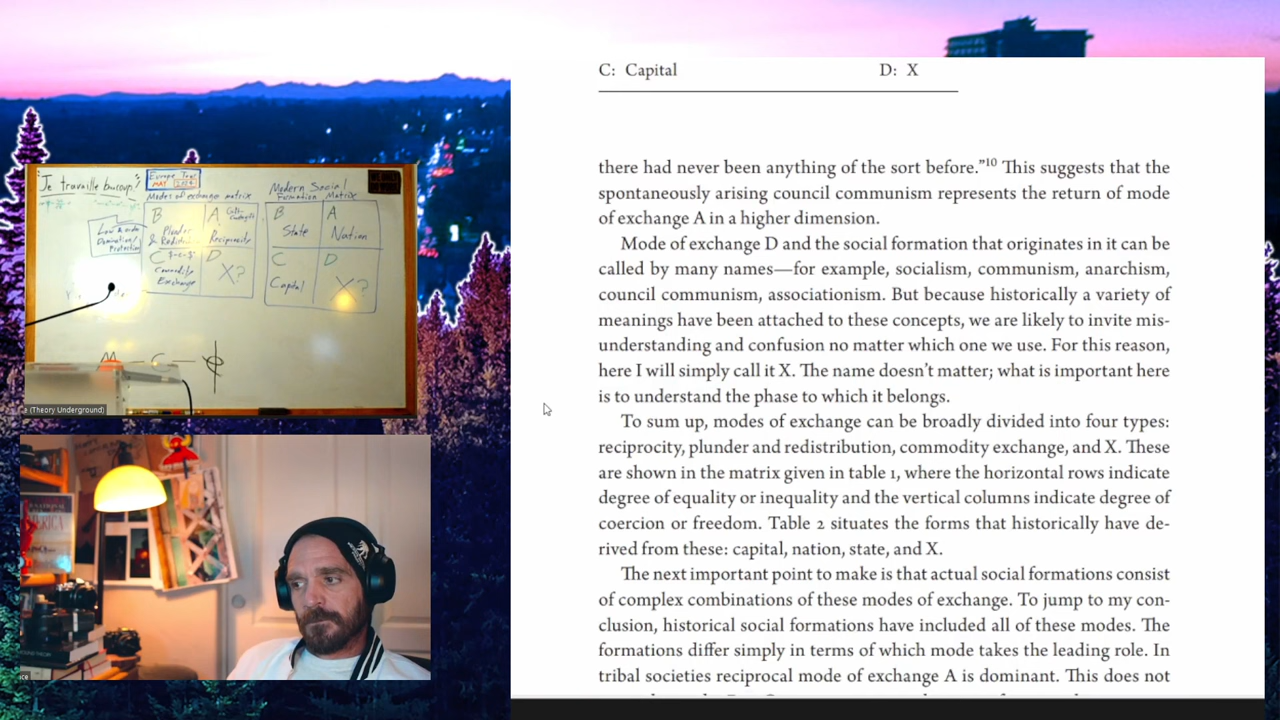 Je travaille
Europe Tour
MAY 2024
Modes of exchange matrix
B
A
Plunder
& Redistri
Reciprocity
C
D
Commodity
Exchange
X?
Law & order
Domination/
Protection
Modern Social
Formation Matrix
B
A
State
Nation
C
D
Capital
X?
M — C —
(Theory Underground)
C: Capital D: X
there had never been anything of the sort before.”10 This suggests that the
spontaneously arising council communism represents the return of mode
of exchange A in a higher dimension.
Mode of exchange D and the social formation that originates in it can be
called by many names—for example, socialism, communism, anarchism,
council communism, associationism. But because historically a variety of
meanings have been attached to these concepts, we are likely to invite mis-
understanding and confusion no matter which one we use. For this reason,
here I will simply call it X. The name doesn’t matter; what is important here
is to understand the phase to which it belongs.
To sum up, modes of exchange can be broadly divided into four types:
reciprocity, plunder and redistribution, commodity exchange, and X. These
are shown in the matrix given in table 1, where the horizontal rows indicate
degree of equality or inequality and the vertical columns indicate degree of
coercion or freedom. Table 2 situates the forms that historically have de-
rived from these: capital, nation, state, and X.
The next important point to make is that actual social formations consist
of complex combinations of these modes of exchange. To jump to my con-
clusion, historical social formations have included all of these modes. The
formations differ simply in terms of which mode takes the leading role. In
tribal societies reciprocal mode of exchange A is dominant. This does not